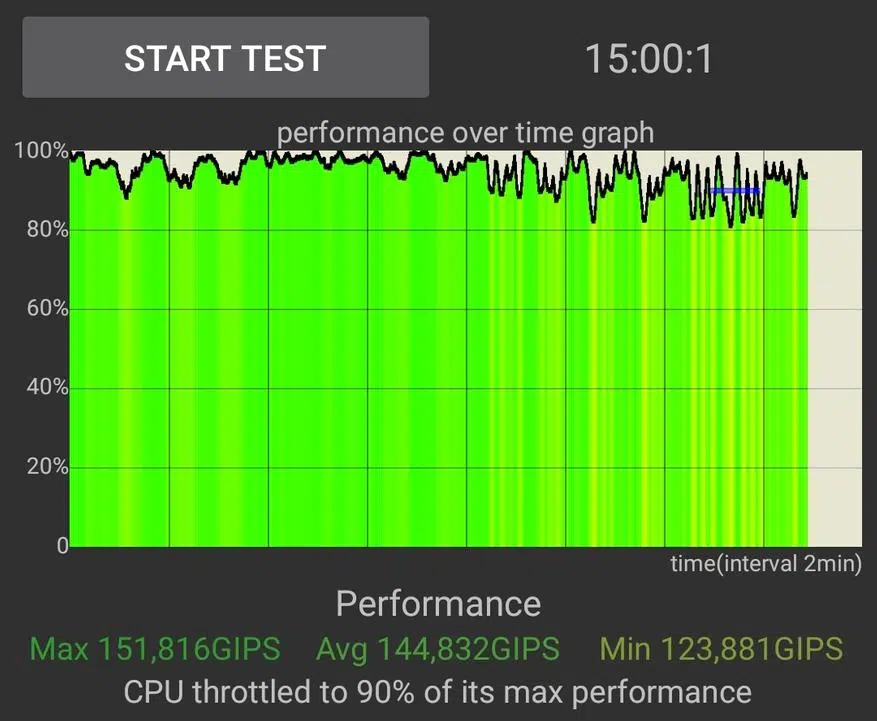 START TEST 15:00:1
performance over time graph
100%
80%
60%
40%
20%
0
time(interval 2min)
Performance
Max 151,816GIPS Avg 144,832GIPS Min 123,881GIPS
CPU throttled to 90% of its max performance